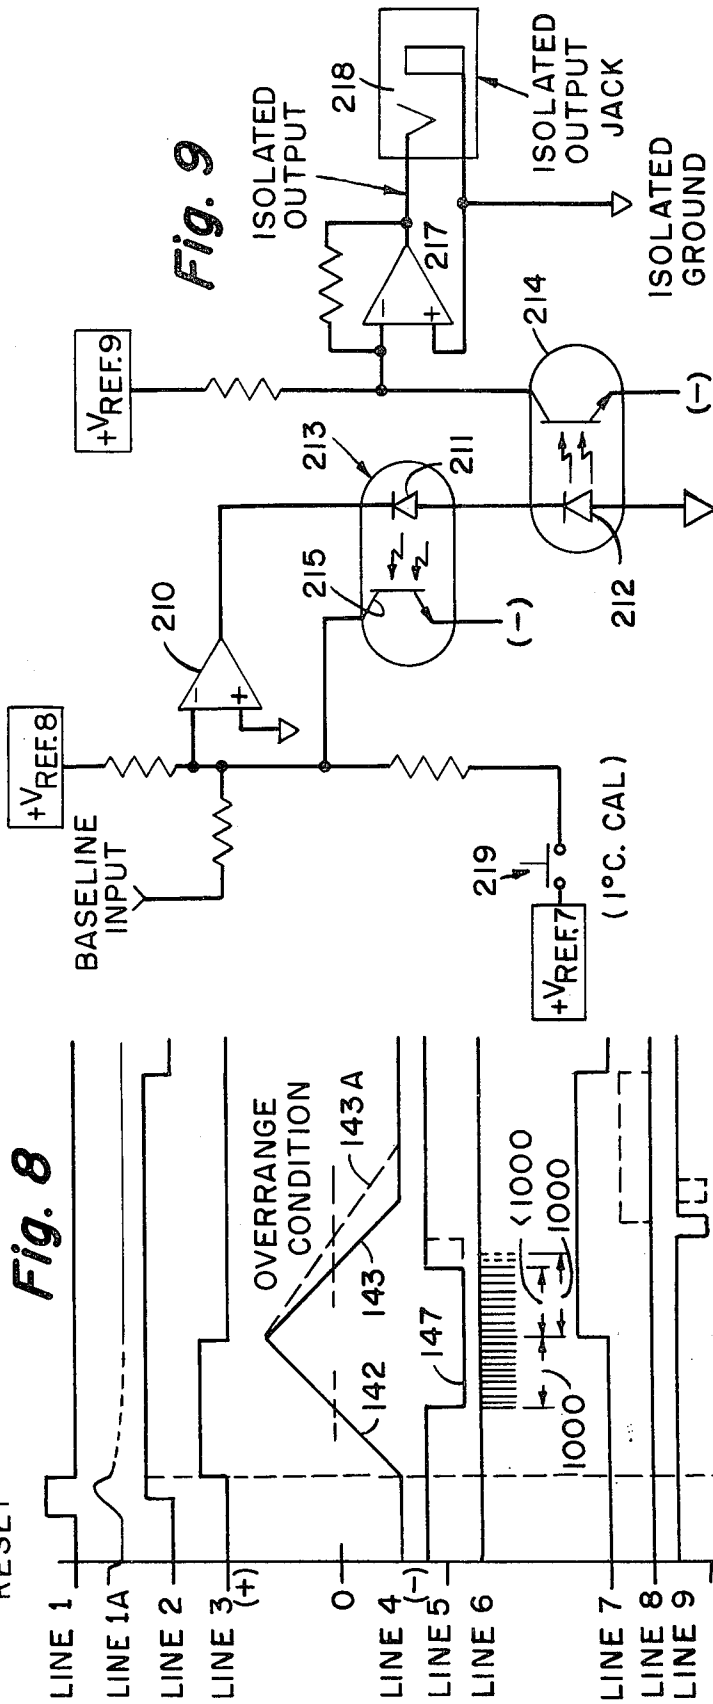 Fig. 8
RESET
LINE 1
LINE 1A
LINE 2
LINE 3
(+)
0
LINE 4
(-)
LINE 5
LINE 6
LINE 7
LINE 8
LINE 9
OVERRANGE
CONDITION
142
143
143A
147
1000
<1000
1000
Fig. 9
BASELINE
INPUT
+VREF.8
210
+VREF.7
219
(1°C. CAL)
215
213
211
(-)
212
214
(-)
+VREF.9
217
ISOLATED
OUTPUT
218
ISOLATED
OUTPUT
JACK
ISOLATED
GROUND